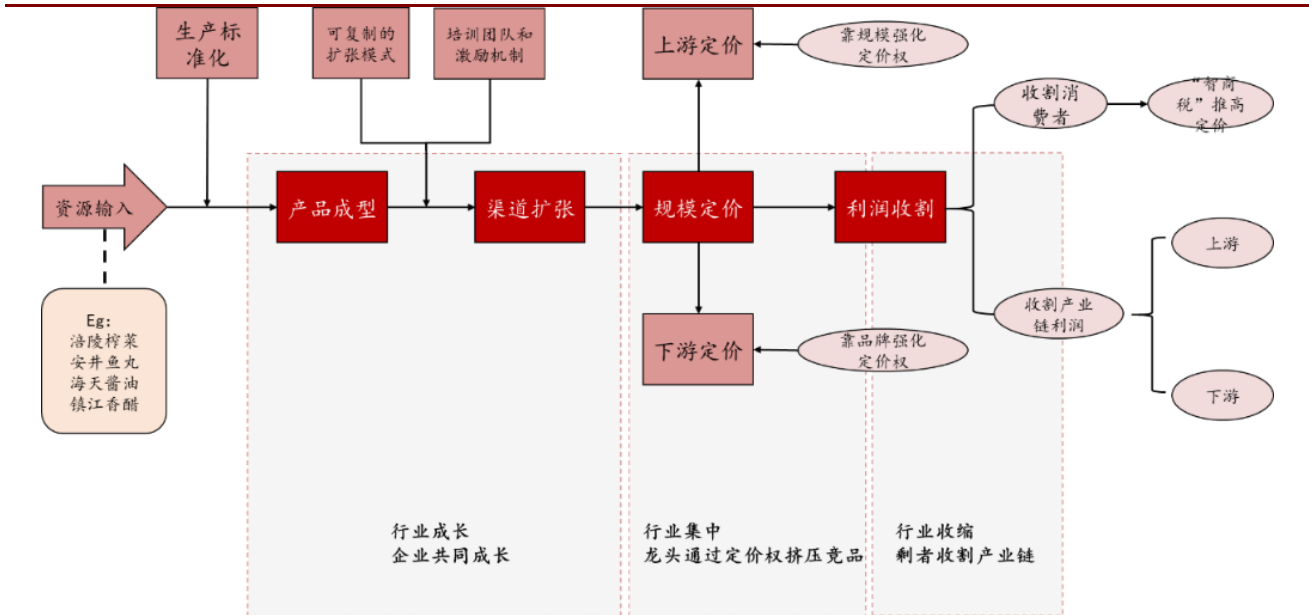 生产标
准化
可复制的
扩张模式
培训团队和
激励机制
上游定价
靠规模强化
定价权
收割消
费者
“智商
税”推高
定价
资源输入
产品成型
渠道扩张
规模定价
利润收割
上游
Eg:
涪陵榨菜
安井鱼丸
海天酱油
镇江香醋
收割产业
链利润
下游定价
靠品牌强化
定价权
下游
行业成长
企业共同成长
行业集中
龙头通过定价权挤压竞品
行业收缩
剩者收割产业链